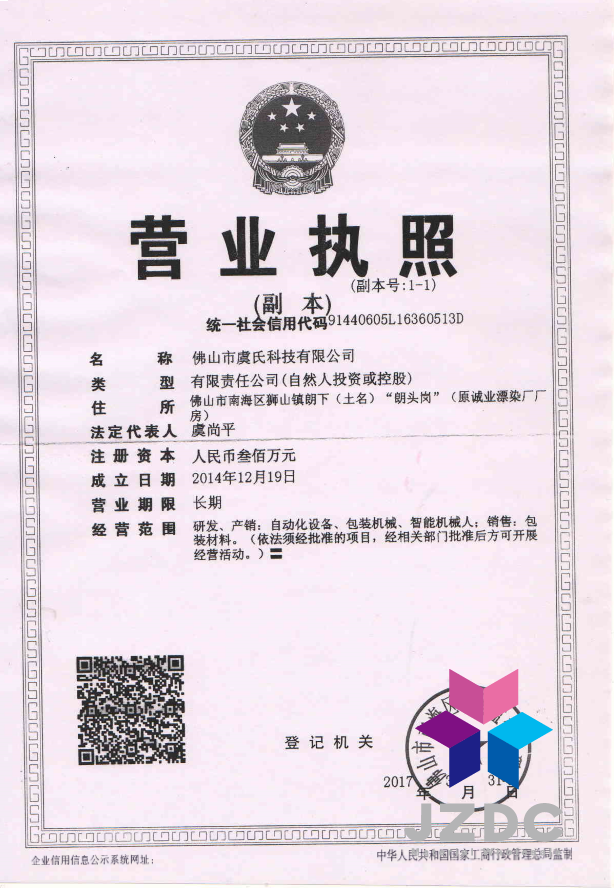 营业执照
(副本号:1-1)
(副 本)
统一社会信用代码91440605L16360513D
名 称 佛山市虞氏科技有限公司
类 型 有限责任公司(自然人投资或控股)
住 所 佛山市南海区狮山镇朗下（土名）“朗头岗”（原诚业漂染厂厂
房）
法定代表人 虞尚平
注册资本 人民币叁佰万元
成立日期 2014年12月19日
营业期限 长期
经营范围 研发、产销：自动化设备、包装机械、智能机械人；销售：包
装材料。（依法须经批准的项目，经相关部门批准后方可开展
经营活动。）〓
登记机关
2017年3月31日
JZDC
企业信用信息公示系统网址：
中华人民共和国国家工商行政管理总局监制